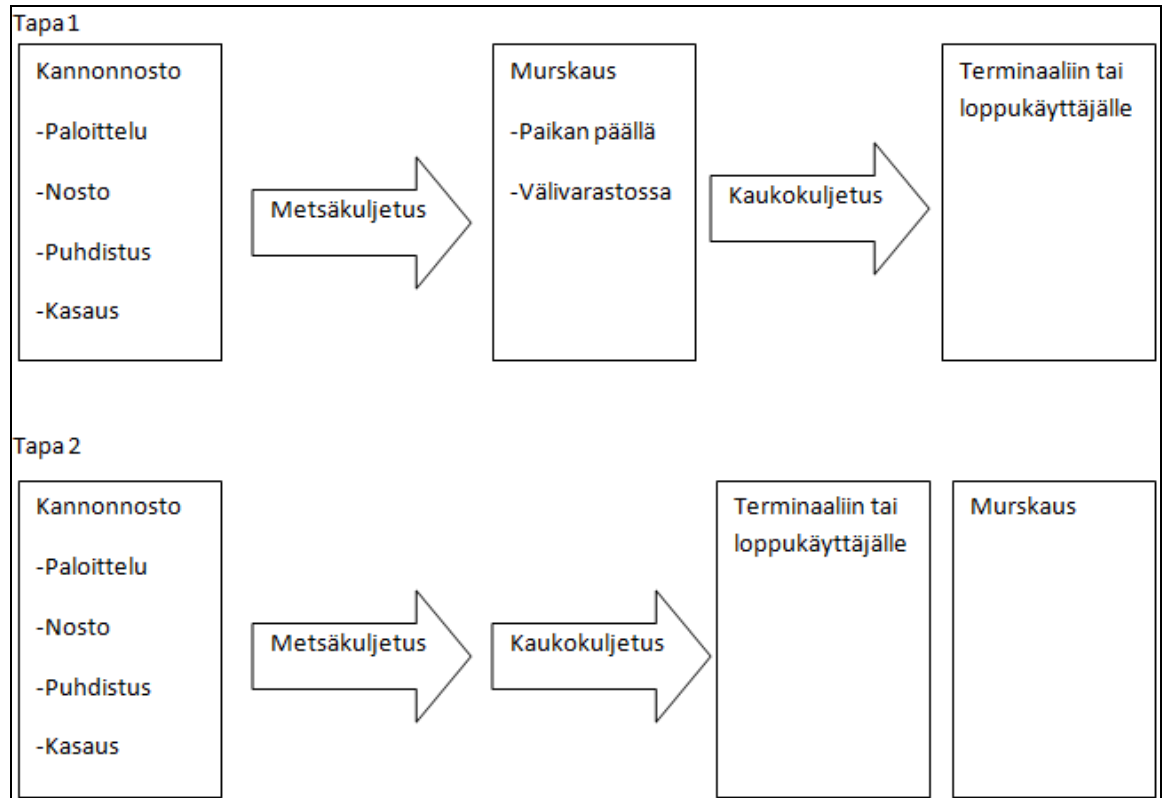 Tapa 1
Kannonnosto
-Paloittelu
-Nosto
-Puhdistus
-Kasaus
Metsäkuljetus
Murskaus
-Paikan päällä
-Välivarastossa
Kaukokuljetus
Terminaaliin tai
loppukäyttäjälle
Tapa 2
Kannonnosto
-Paloittelu
-Nosto
-Puhdistus
-Kasaus
Metsäkuljetus
Kaukokuljetus
Terminaaliin tai
loppukäyttäjälle
Murskaus